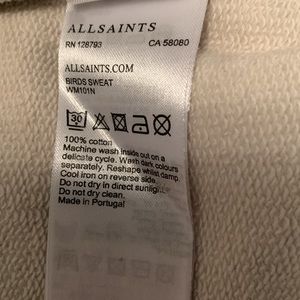 ALLSAINTS
RN 128793 CA 58080
ALLSAINTS.COM
BIRDS SWEAT
WM101N
30
100% cotton
Machine wash inside out on a
delicate cycle. Wash dark colours
separately. Reshape whilst damp.
Cool iron on reverse side.
Do not dry in direct sunlight.
Do not dry clean.
Made in Portugal